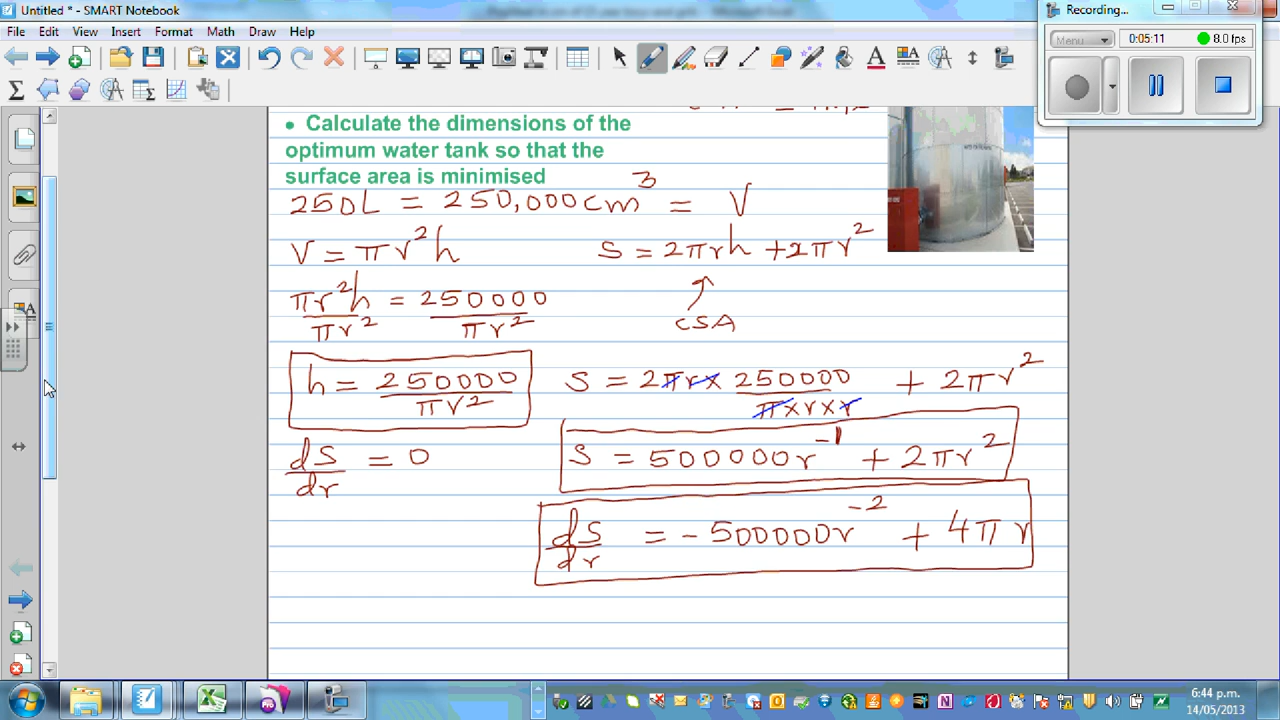 Untitled * - SMART Notebook
File Edit View Insert Format Math Draw Help
Recording...
Menu
0:05:11
8.0 fps
• Calculate the dimensions of the
optimum water tank so that the
surface area is minimised
250L = 250,000cm³ = V
V = πr²h
S = 2πrh + 2πr²
CSA
πr²h/πr² = 250000/πr²
h = 250000/πr²
S = 2πr × 250000/π×r×r + 2πr²
dS/dr = 0
S = 500000r⁻¹ + 2πr²
dS/dr = -500000r⁻² + 4πr
6:44 p.m.
14/05/2013